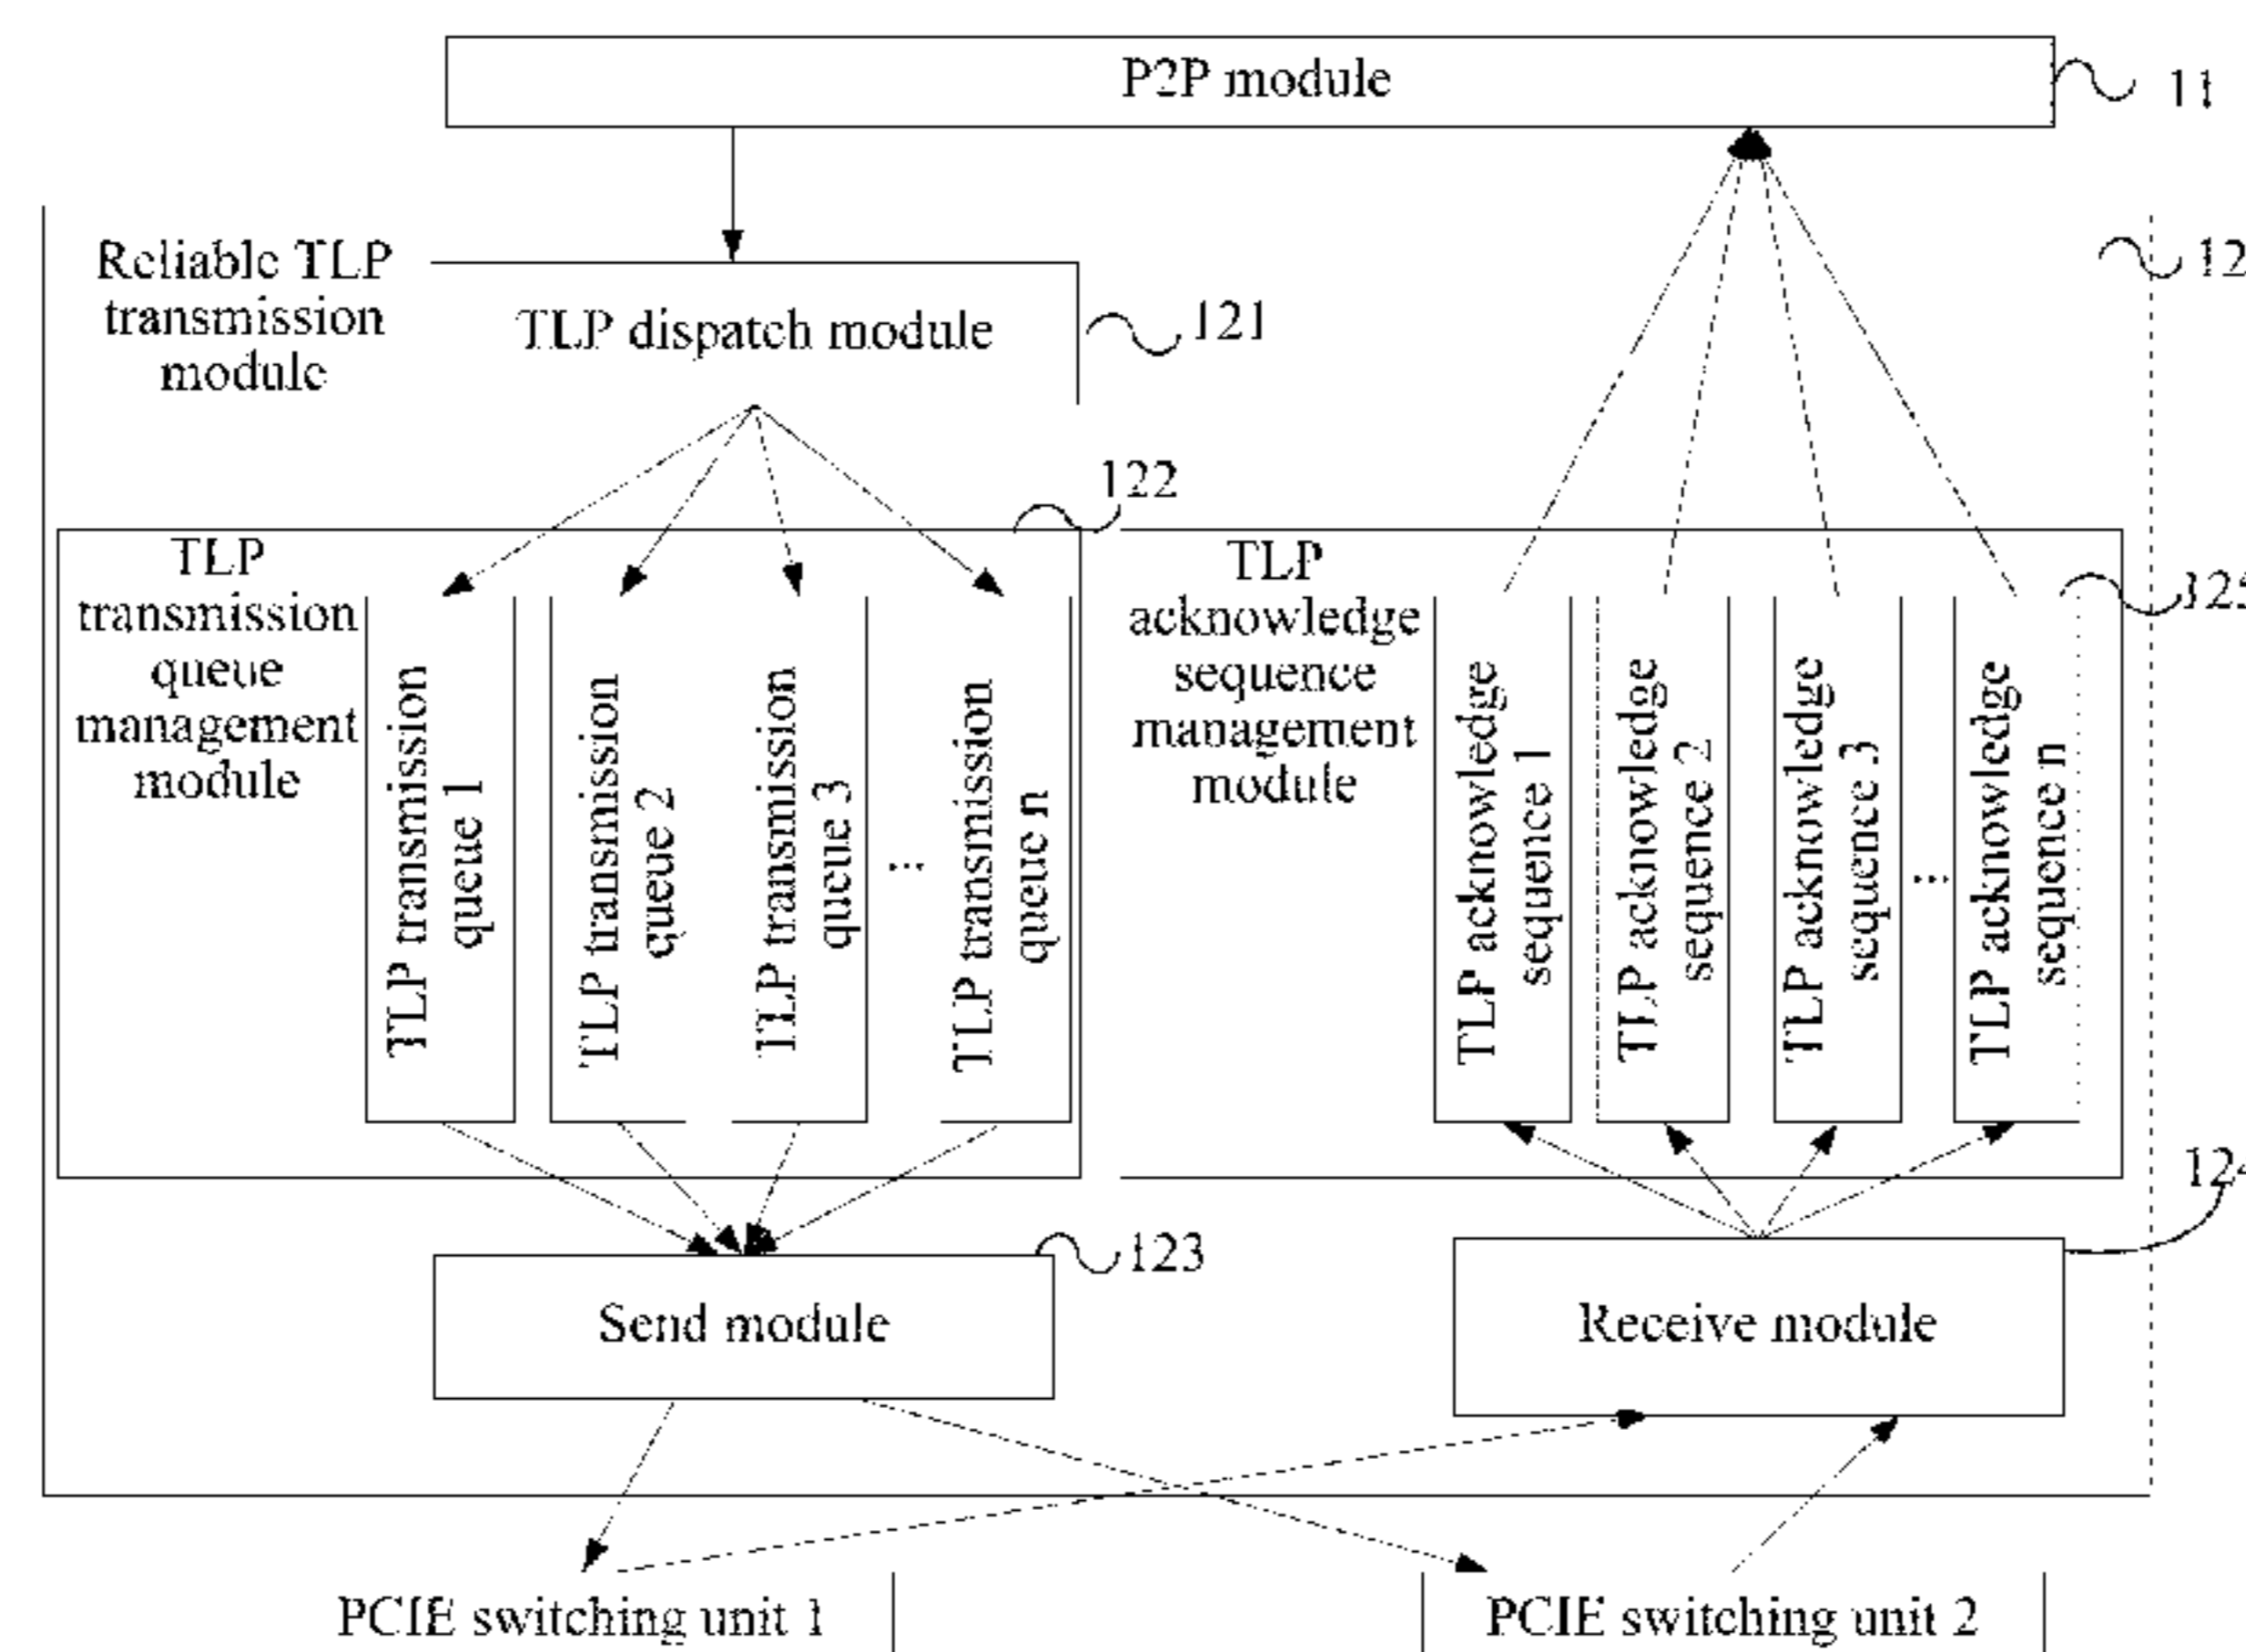 P2P module
11
Reliable TLP
transmission
module
12
TLP dispatch module
121
122
TLP
transmission
queue
management
module
TLP transmission
queue 1
TLP transmission
queue 2
TLP transmission
queue 3
...
TLP transmission
queue n
TLP
acknowledge
sequence
management
module
TLP acknowledge
sequence 1
TLP acknowledge
sequence 2
TLP acknowledge
sequence 3
...
TLP acknowledge
sequence n
125
124
Send module
123
Receive module
PCIE switching unit 1
PCIE switching unit 2